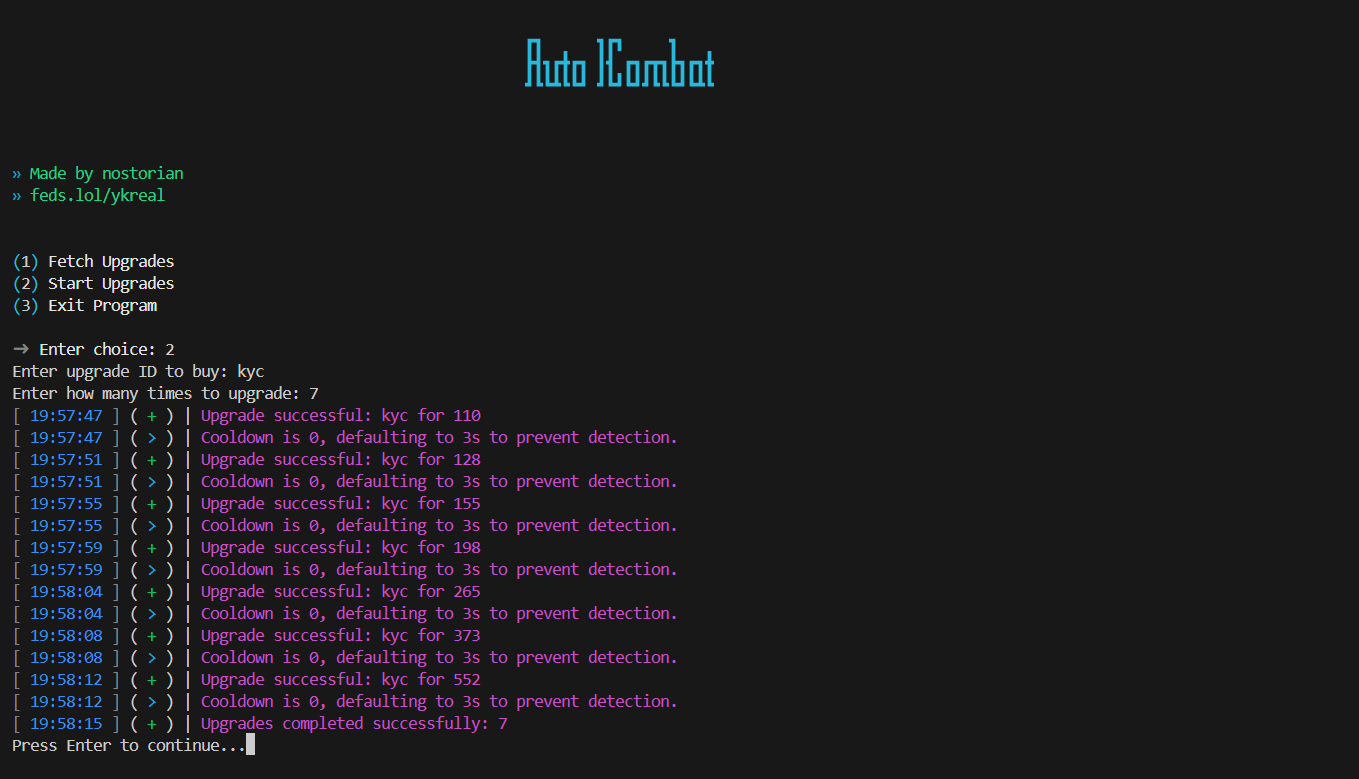 Auto KCombat
» Made by nostorian
» feds.lol/ykreal
(1) Fetch Upgrades
(2) Start Upgrades
(3) Exit Program
→ Enter choice: 2
Enter upgrade ID to buy: kyc
Enter how many times to upgrade: 7
[ 19:57:47 ] ( + ) | Upgrade successful: kyc for 110
[ 19:57:47 ] ( > ) | Cooldown is 0, defaulting to 3s to prevent detection.
[ 19:57:51 ] ( + ) | Upgrade successful: kyc for 128
[ 19:57:51 ] ( > ) | Cooldown is 0, defaulting to 3s to prevent detection.
[ 19:57:55 ] ( + ) | Upgrade successful: kyc for 155
[ 19:57:55 ] ( > ) | Cooldown is 0, defaulting to 3s to prevent detection.
[ 19:57:59 ] ( + ) | Upgrade successful: kyc for 198
[ 19:57:59 ] ( > ) | Cooldown is 0, defaulting to 3s to prevent detection.
[ 19:58:04 ] ( + ) | Upgrade successful: kyc for 265
[ 19:58:04 ] ( > ) | Cooldown is 0, defaulting to 3s to prevent detection.
[ 19:58:08 ] ( + ) | Upgrade successful: kyc for 373
[ 19:58:08 ] ( > ) | Cooldown is 0, defaulting to 3s to prevent detection.
[ 19:58:12 ] ( + ) | Upgrade successful: kyc for 552
[ 19:58:12 ] ( > ) | Cooldown is 0, defaulting to 3s to prevent detection.
[ 19:58:15 ] ( + ) | Upgrades completed successfully: 7
Press Enter to continue...